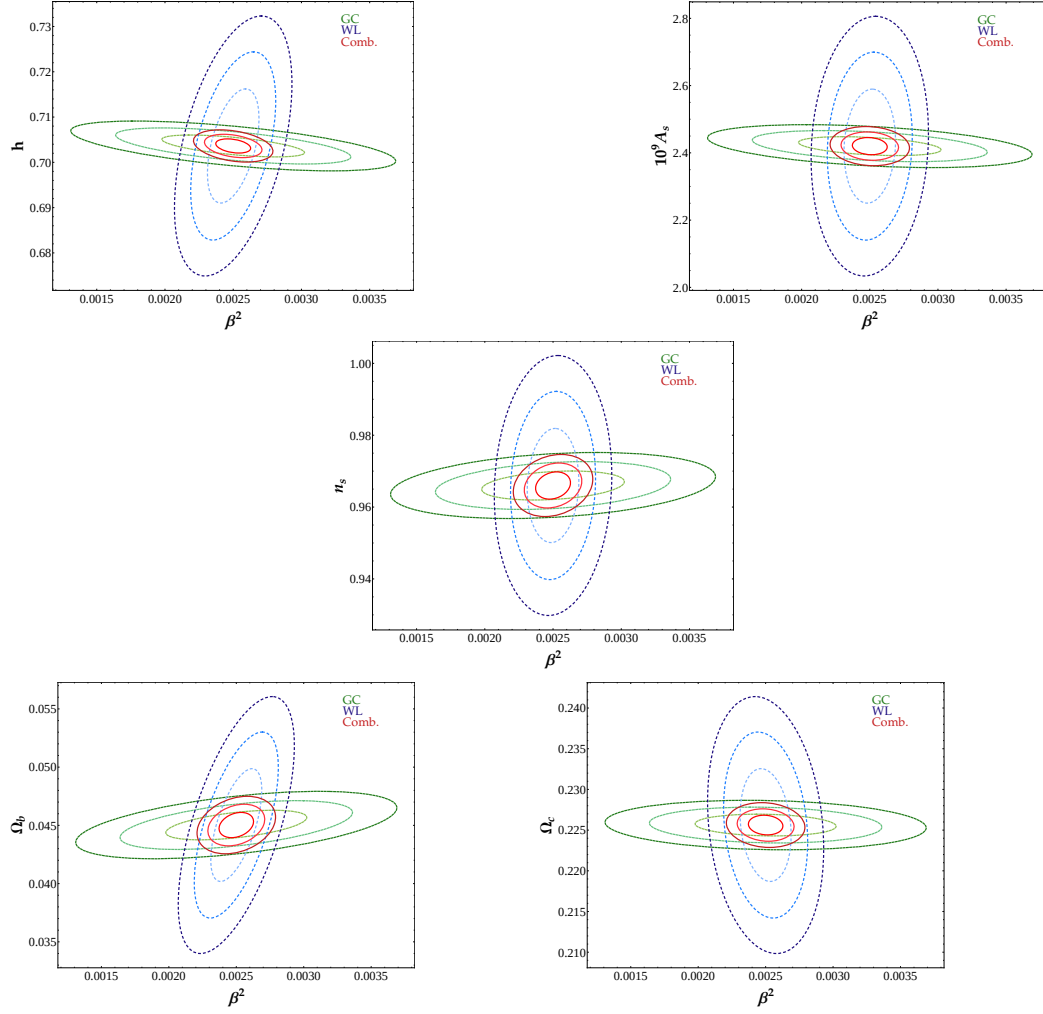 0.73
0.72
0.71
0.70
0.69
0.68
h
GC
WL
Comb.
0.0015 0.0020 0.0025 0.0030 0.0035
β²
2.8
2.6
2.4
2.2
2.0
10⁹ Aₛ
GC
WL
Comb.
0.0015 0.0020 0.0025 0.0030 0.0035
β²
1.00
0.98
0.96
0.94
nₛ
GC
WL
Comb.
0.0015 0.0020 0.0025 0.0030 0.0035
β²
0.055
0.050
0.045
0.040
0.035
Ω_b
GC
WL
Comb.
0.0015 0.0020 0.0025 0.0030 0.0035
β²
0.240
0.235
0.230
0.225
0.220
0.215
0.210
Ω_c
GC
WL
Comb.
0.0015 0.0020 0.0025 0.0030 0.0035
β²